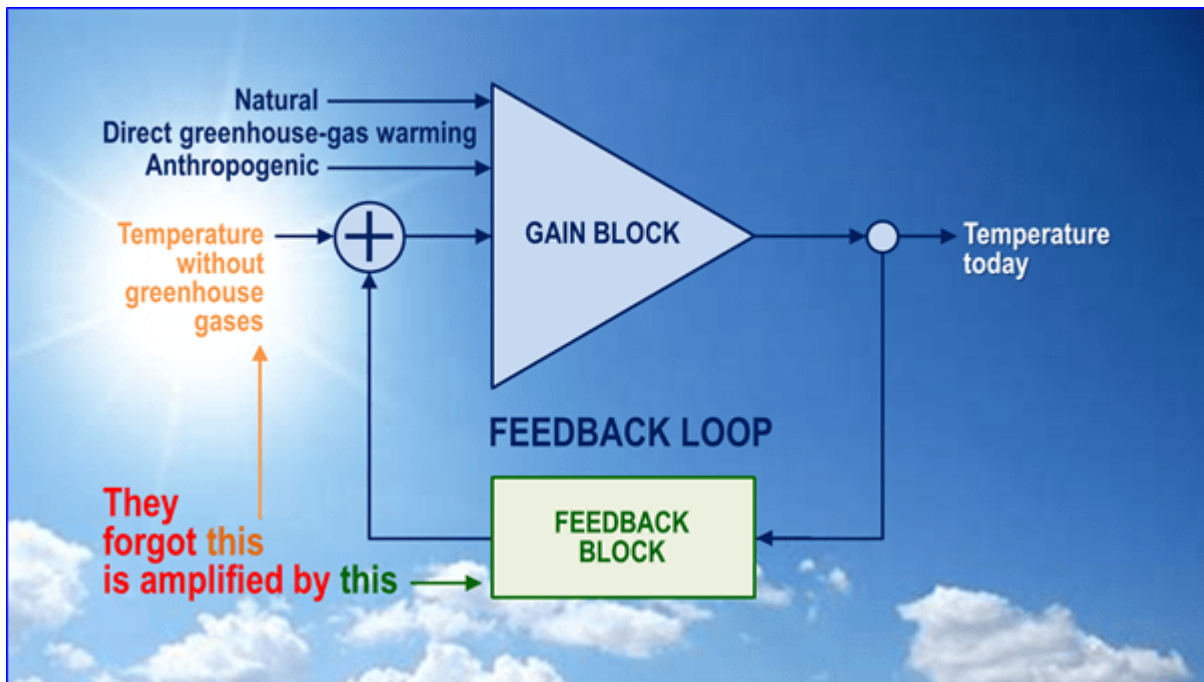 Natural
Direct greenhouse-gas warming
Anthropogenic
Temperature
without
greenhouse
gases
GAIN BLOCK
Temperature
today
FEEDBACK LOOP
They
forgot this
is amplified by this
FEEDBACK
BLOCK